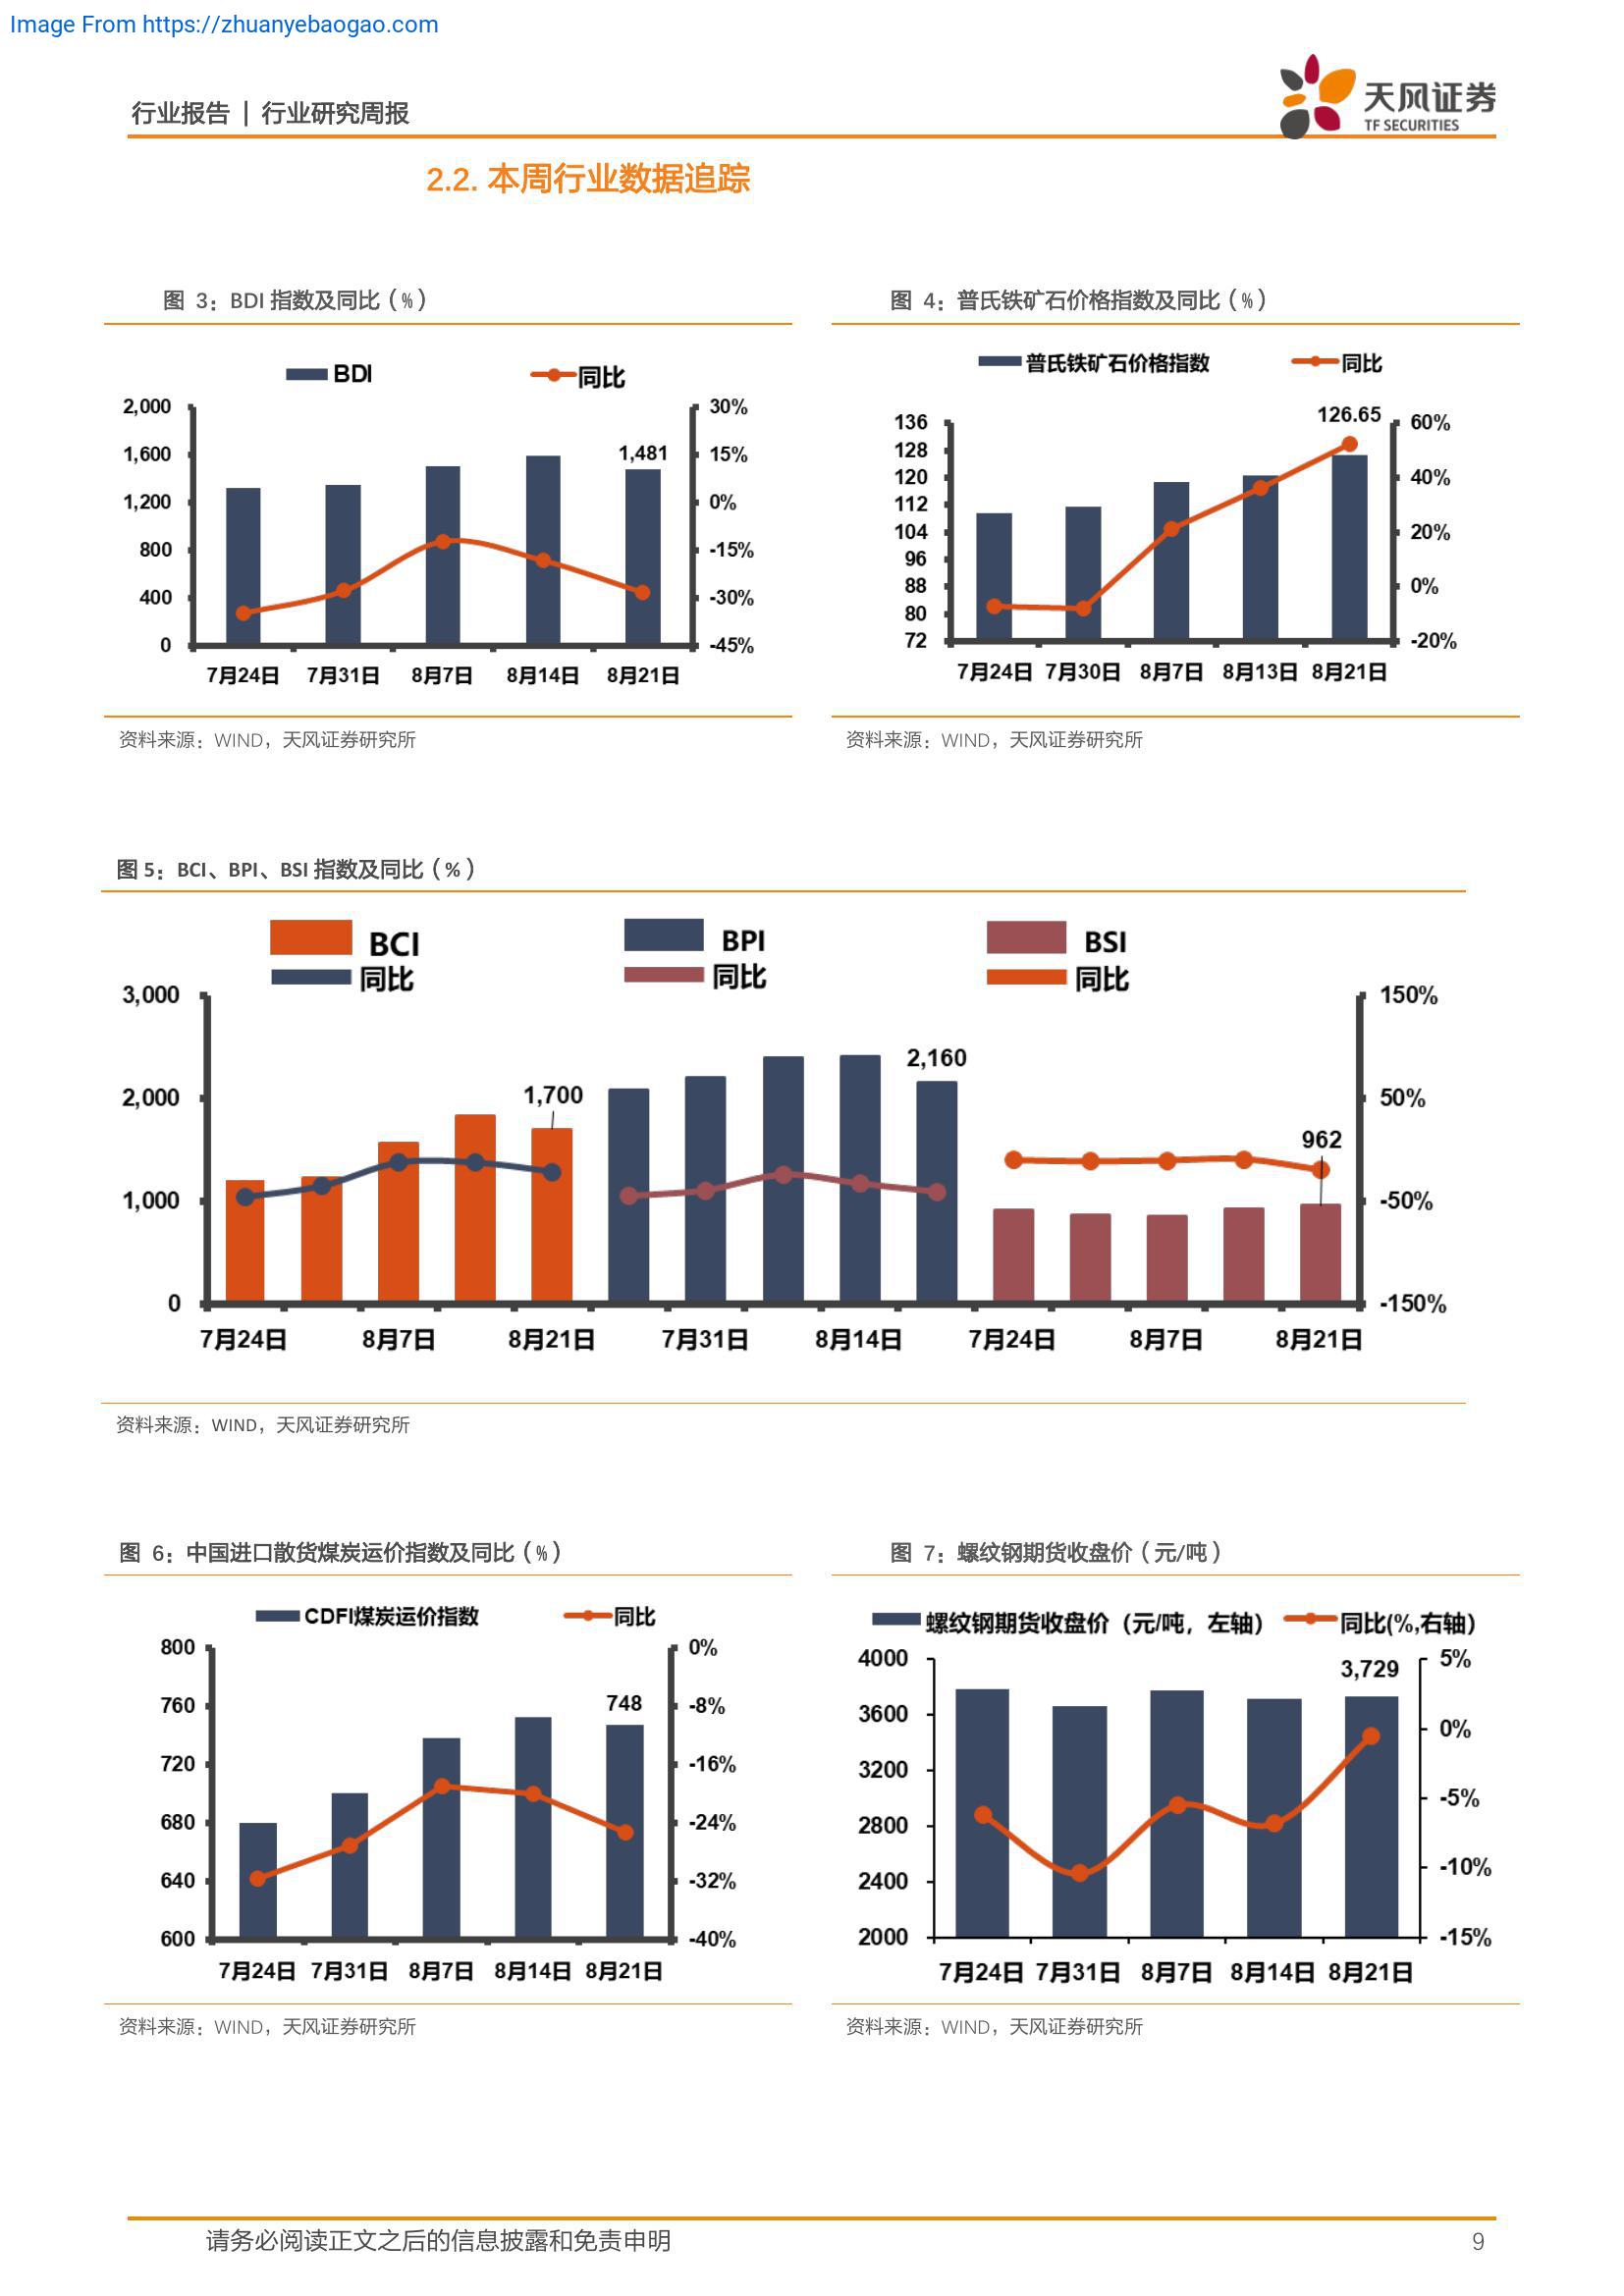 Image From https://zhuanyebaogao.com
行业报告 | 行业研究周报
天风证券
TF SECURITIES
2.2. 本周行业数据追踪
图 3：BDI 指数及同比（%）
BDI 同比
2,000 30%
1,600 15%
1,481
1,200 0%
800 -15%
400 -30%
0 -45%
7月24日 7月31日 8月7日 8月14日 8月21日
资料来源：WIND，天风证券研究所
图 4：普氏铁矿石价格指数及同比（%）
普氏铁矿石价格指数 同比
126.65
136 60%
128
120 40%
112
104 20%
96
88 0%
80
72 -20%
7月24日 7月30日 8月7日 8月13日 8月21日
资料来源：WIND，天风证券研究所
图 5：BCI、BPI、BSI 指数及同比（%）
BCI BPI BSI
同比 同比 同比
3,000 150%
2,160
2,000 1,700 50%
962
1,000 -50%
0 -150%
7月24日 8月7日 8月21日 7月31日 8月14日 7月24日 8月7日 8月21日
资料来源：WIND，天风证券研究所
图 6：中国进口散货煤炭运价指数及同比（%）
CDFI煤炭运价指数 同比
800 0%
760 748 -8%
720 -16%
680 -24%
640 -32%
600 -40%
7月24日 7月31日 8月7日 8月14日 8月21日
资料来源：WIND，天风证券研究所
图 7：螺纹钢期货收盘价（元/吨）
螺纹钢期货收盘价（元/吨，左轴） 同比(%,右轴)
4000 5%
3,729
3600 0%
3200
-5%
2800
2400 -10%
2000 -15%
7月24日 7月31日 8月7日 8月14日 8月21日
资料来源：WIND，天风证券研究所
请务必阅读正文之后的信息披露和免责申明 9